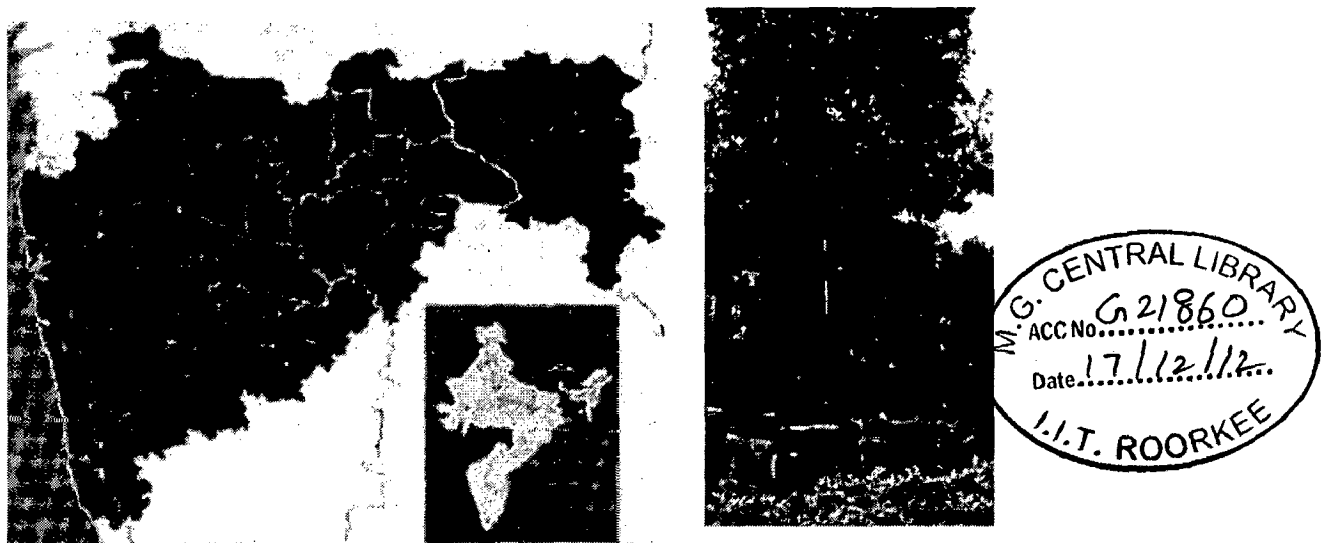 M.G. CENTRAL LIBRARY
ACC No. G21860
Date 17/12/12
I.I.T. ROORKEE